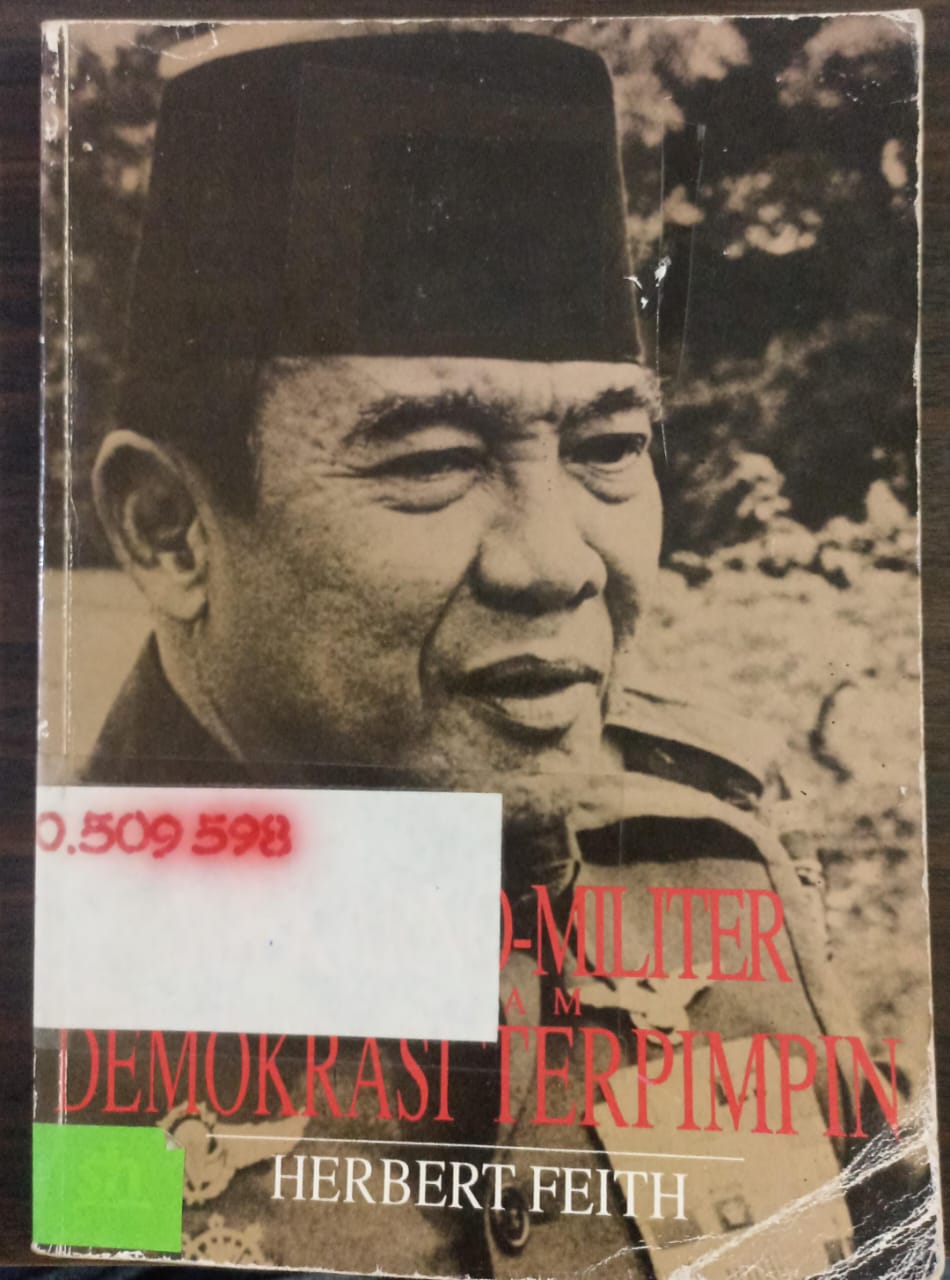 0.509 598
O-MILITER
A M
DEMOKRASI TERPIMPIN
HERBERT FEITH